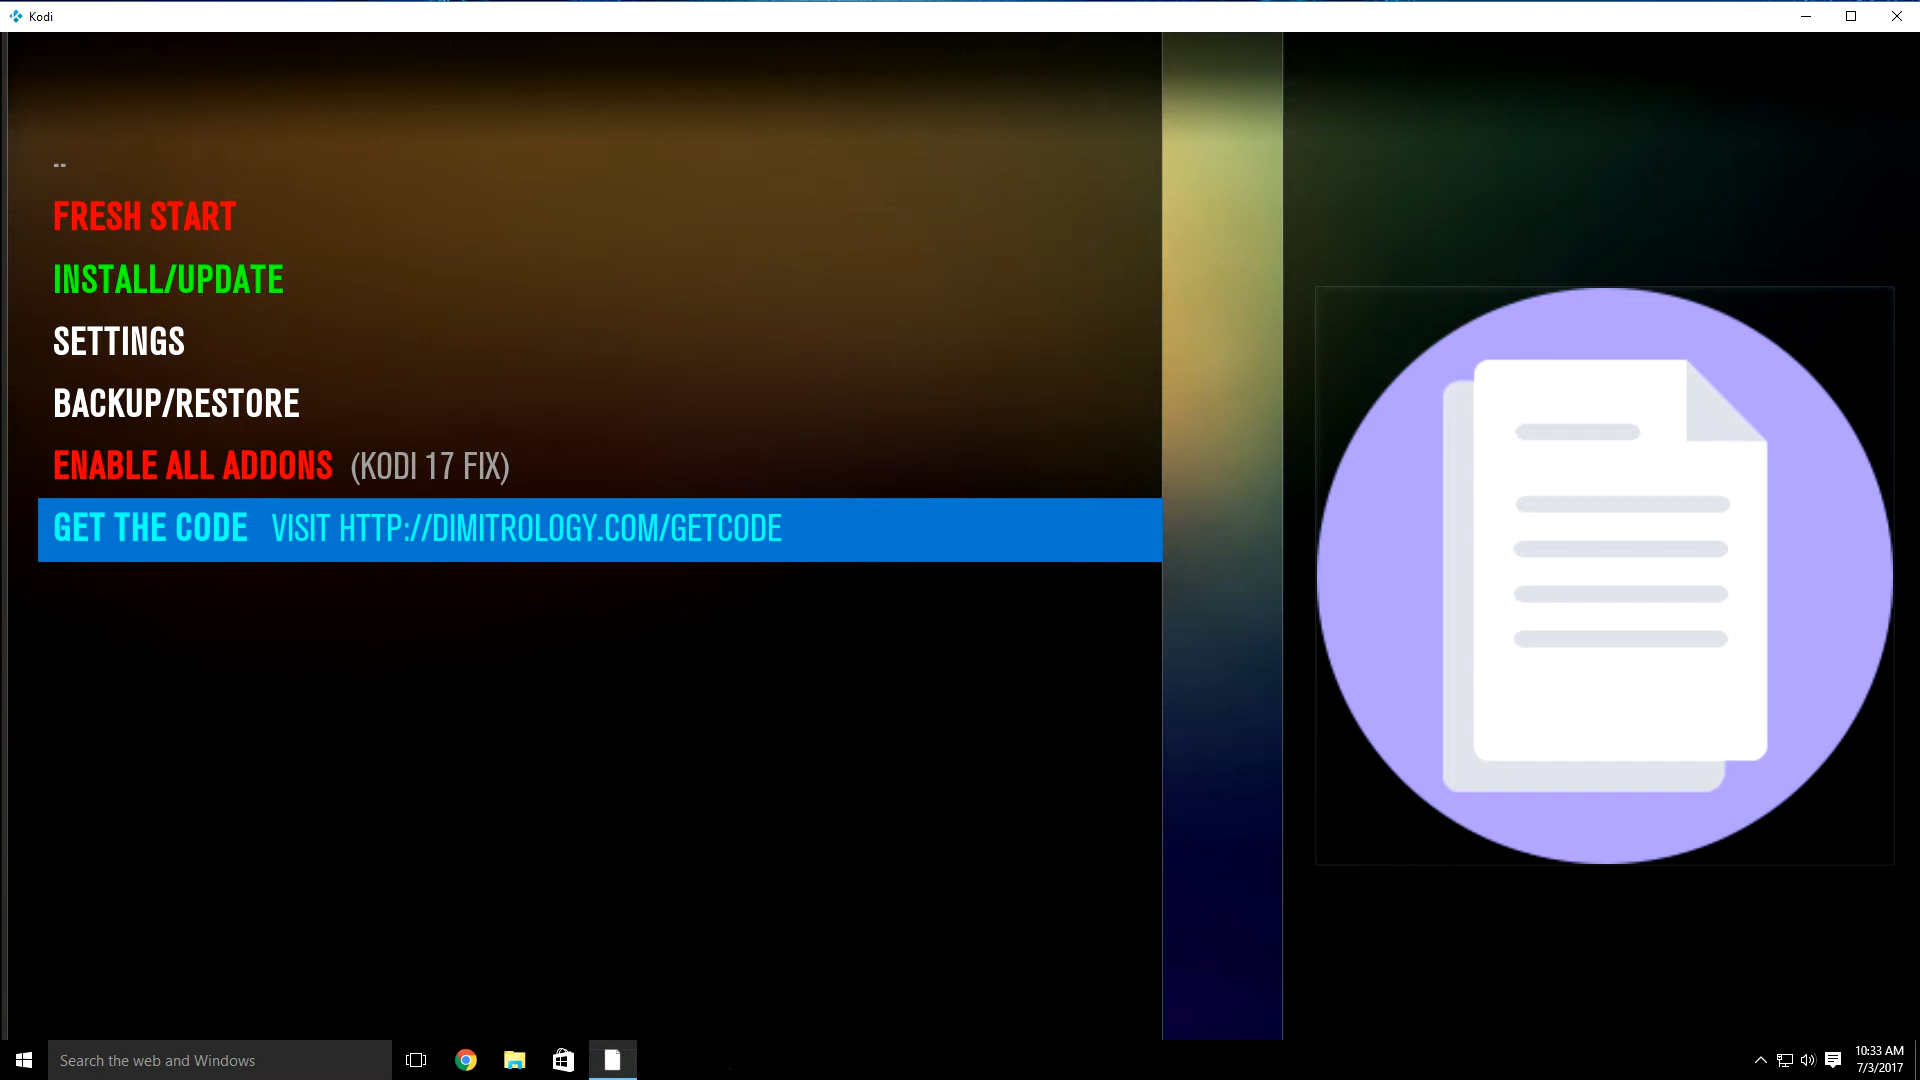 Kodi
--
FRESH START
INSTALL/UPDATE
SETTINGS
BACKUP/RESTORE
ENABLE ALL ADDONS (KODI 17 FIX)
GET THE CODE VISIT HTTP://DIMITROLOGY.COM/GETCODE
Search the web and Windows
10:33 AM
7/3/2017